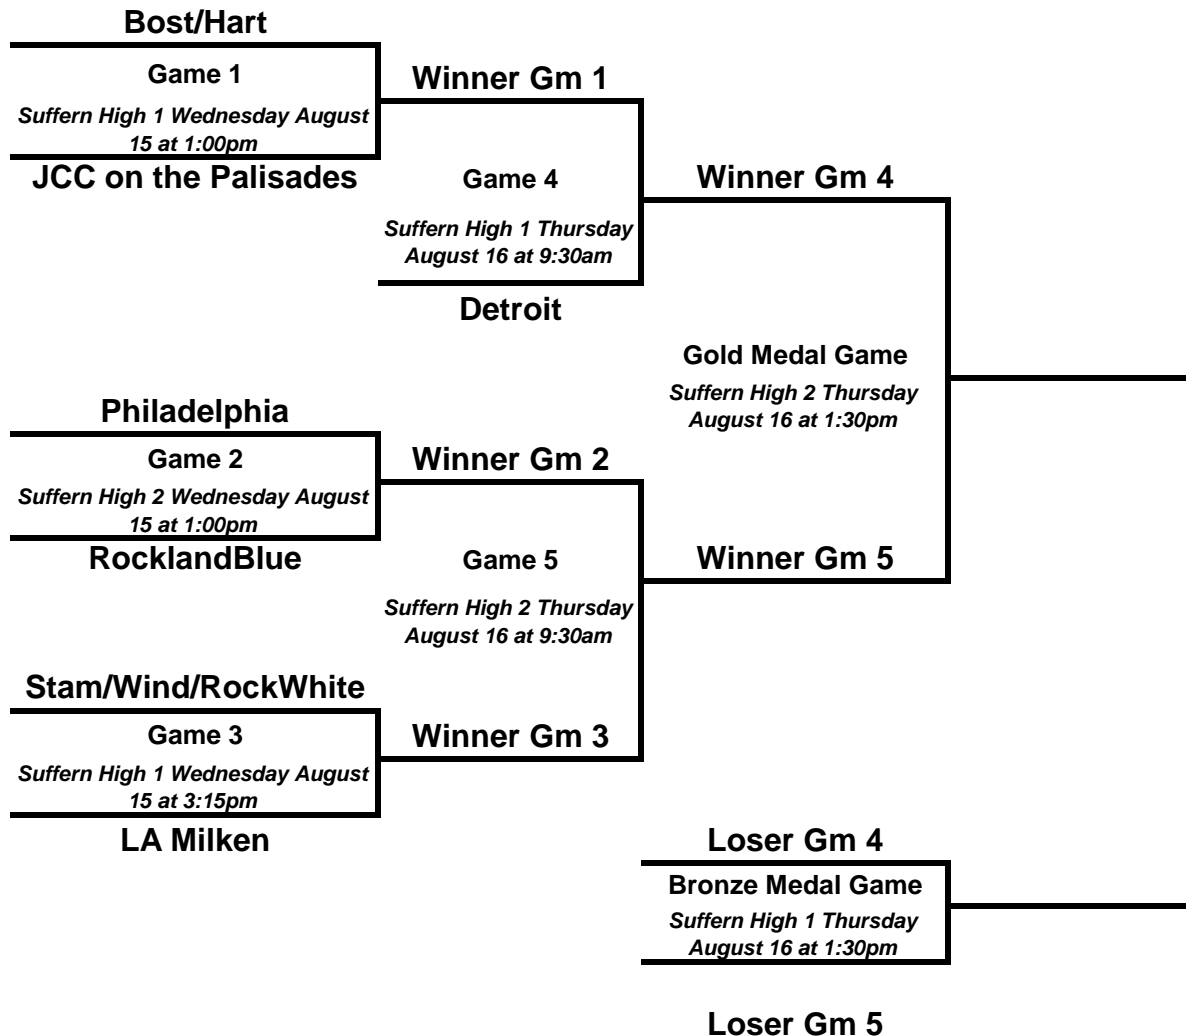 Bost/Hart
Game 1
Suffern High 1 Wednesday August
15 at 1:00pm
JCC on the Palisades
Winner Gm 1
Game 4
Suffern High 1 Thursday
August 16 at 9:30am
Detroit
Winner Gm 4
Gold Medal Game
Suffern High 2 Thursday
August 16 at 1:30pm
Philadelphia
Game 2
Suffern High 2 Wednesday August
15 at 1:00pm
RocklandBlue
Winner Gm 2
Game 5
Suffern High 2 Thursday
August 16 at 9:30am
Winner Gm 5
Stam/Wind/RockWhite
Game 3
Suffern High 1 Wednesday August
15 at 3:15pm
LA Milken
Winner Gm 3
Loser Gm 4
Bronze Medal Game
Suffern High 1 Thursday
August 16 at 1:30pm
Loser Gm 5